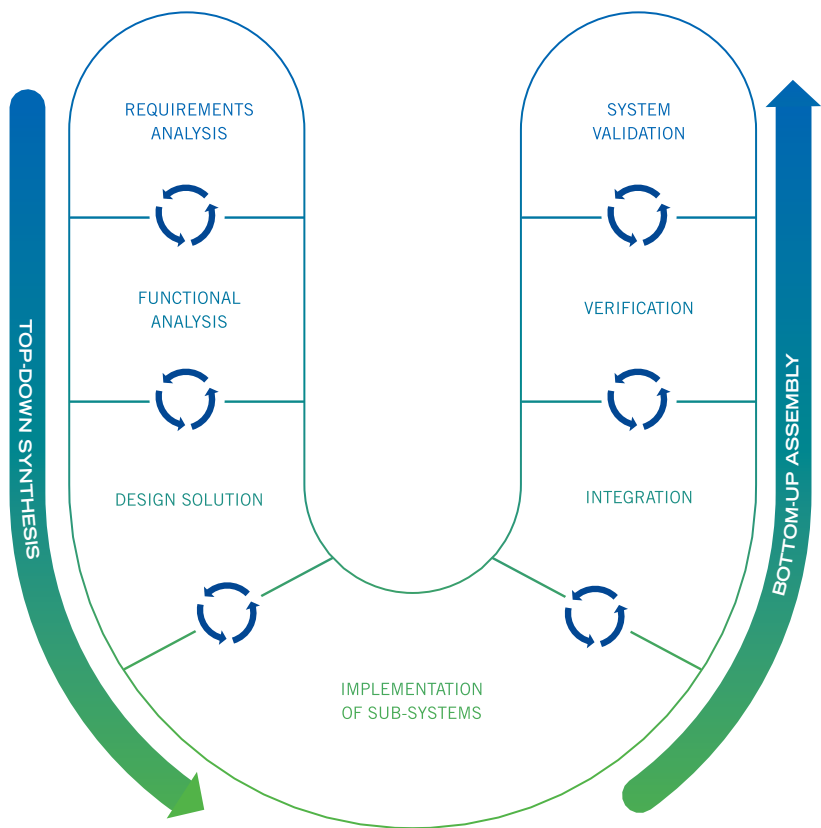 REQUIREMENTS
ANALYSIS
FUNCTIONAL
ANALYSIS
DESIGN SOLUTION
IMPLEMENTATION
OF SUB-SYSTEMS
INTEGRATION
VERIFICATION
SYSTEM
VALIDATION
TOP-DOWN SYNTHESIS
BOTTOM-UP ASSEMBLY